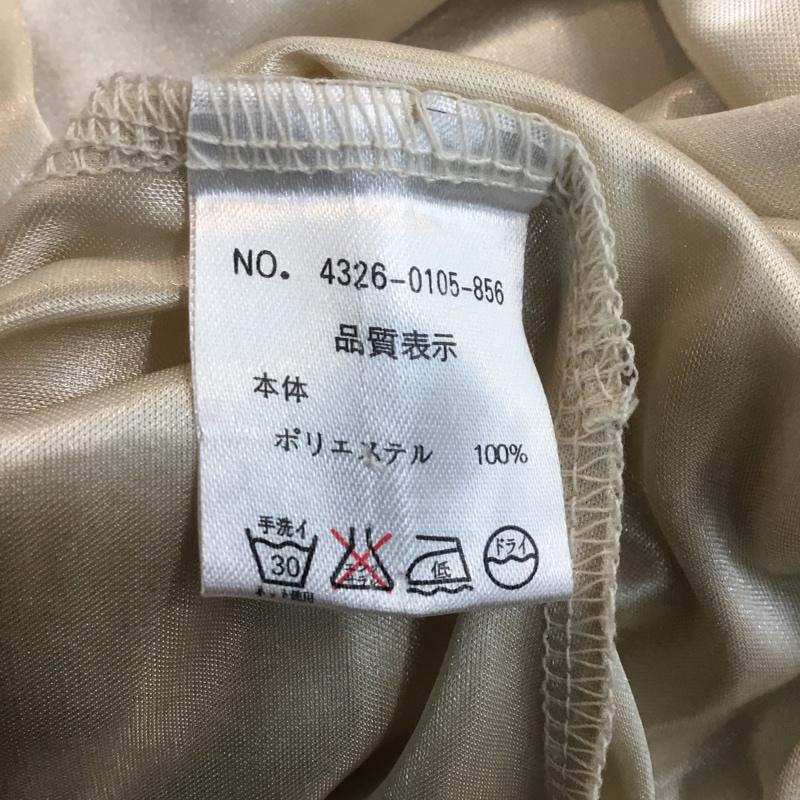 NO. 4326-0105-856
品質表示
本体
ポリエステル 100%
手洗イ
30
低
ドライ